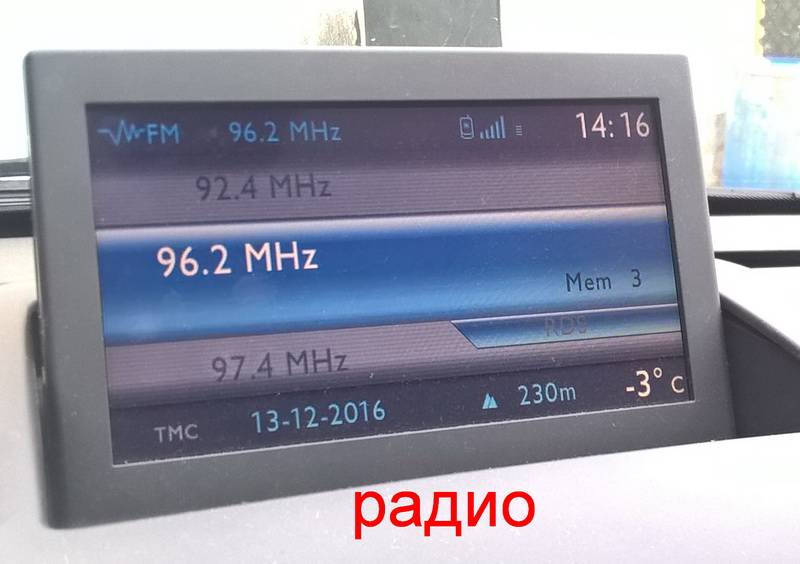 FM 96.2 MHz 14:16
92.4 MHz
96.2 MHz
Mem 3
RDS
97.4 MHz
TMC 13-12-2016 230m -3° C
радио